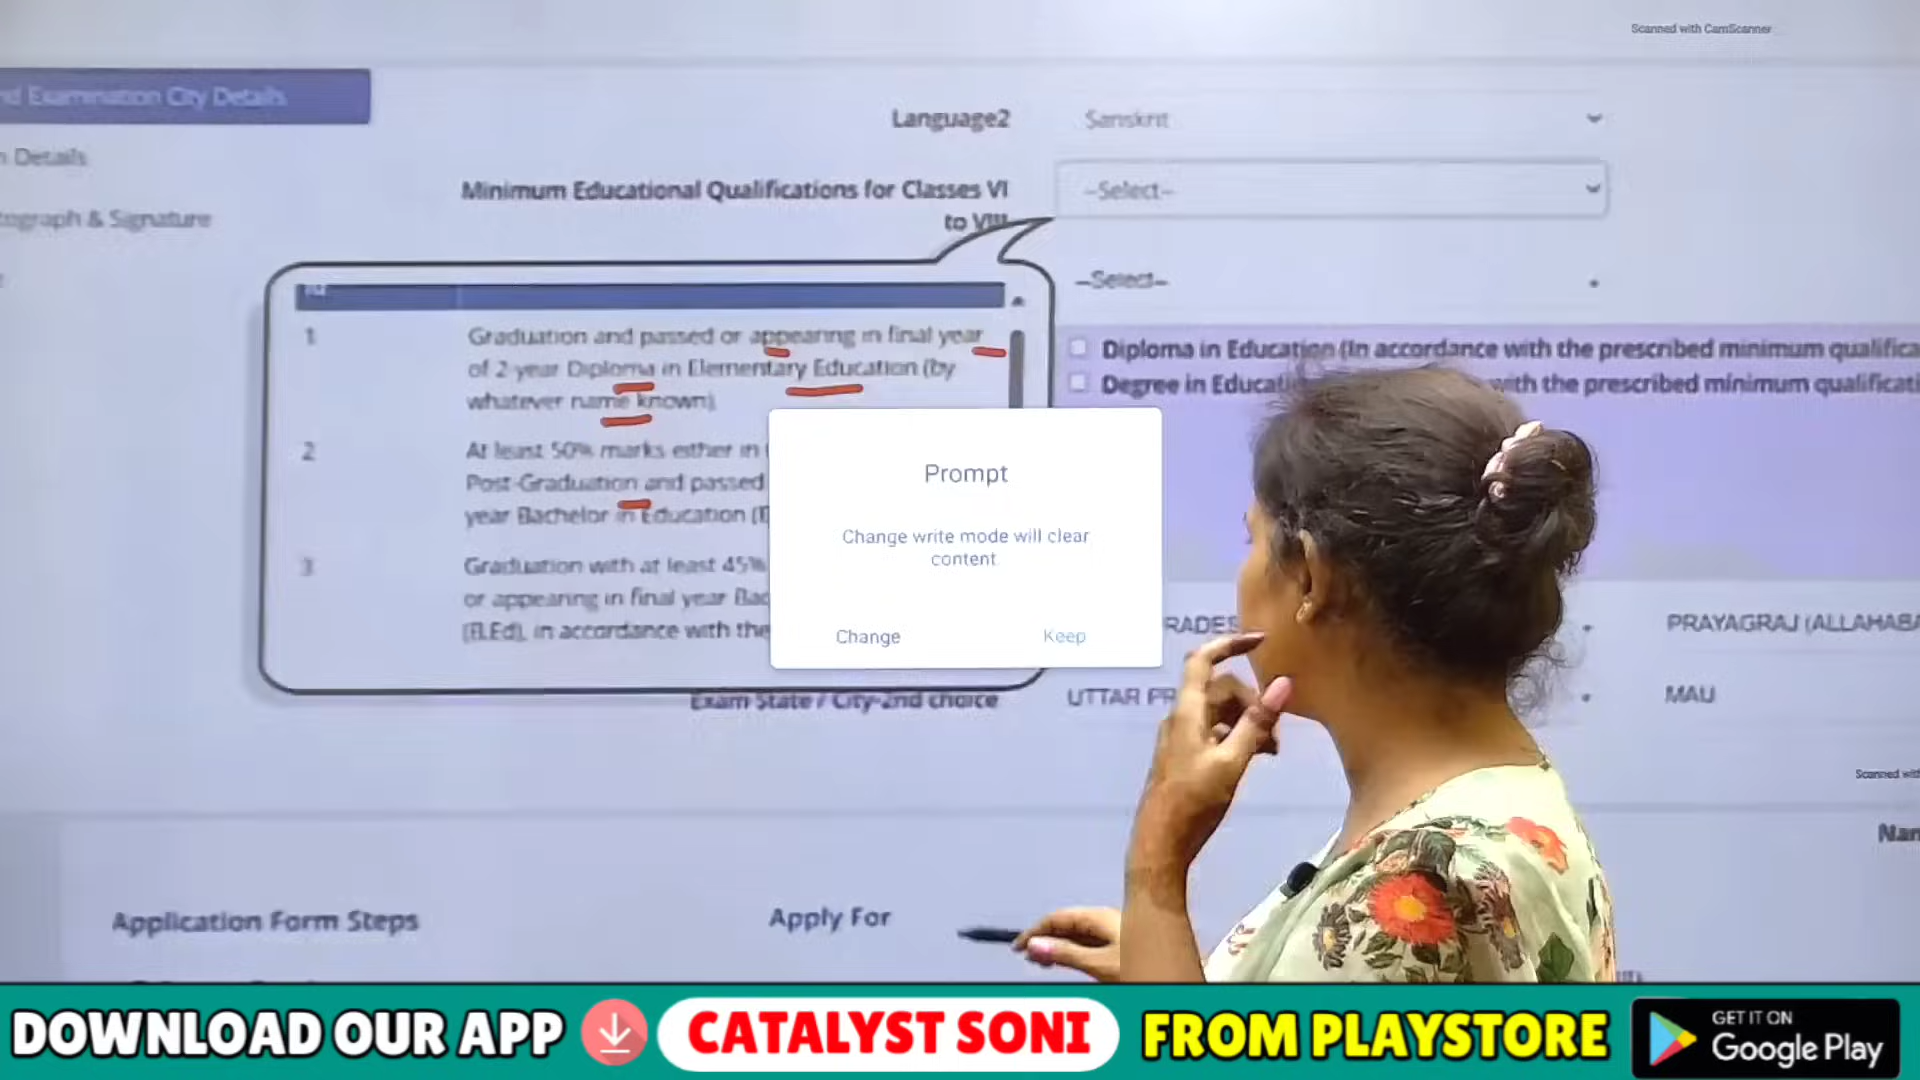 Scanned with CamScanner
Examination City Details
Language2
Sanskrit
Details
Minimum Educational Qualifications for Classes VI
to VIII
--Select--
& Signature
--Select--
1
Graduation and passed or appearing in final year
of 2-year Diploma in Elementary Education (by
whatever name known).
Diploma in Education (In accordance with the prescribed minimum
Degree in
with the prescribed minimum
2
At least 50% marks either in
Post-Graduation and passed
year Bachelor in Education
Prompt
Change write mode will clear
content.
Change
Keep
3
Graduation with at least 45%
or appearing in final year
(B.Ed), in accordance with the
PRAYAGRAJ
Exam State / City-2nd choice
UTTAR
MAU
Scanned
Application Form Steps
Apply For
DOWNLOAD OUR APP
CATALYST SONI
FROM PLAYSTORE
GET IT ON
Google Play